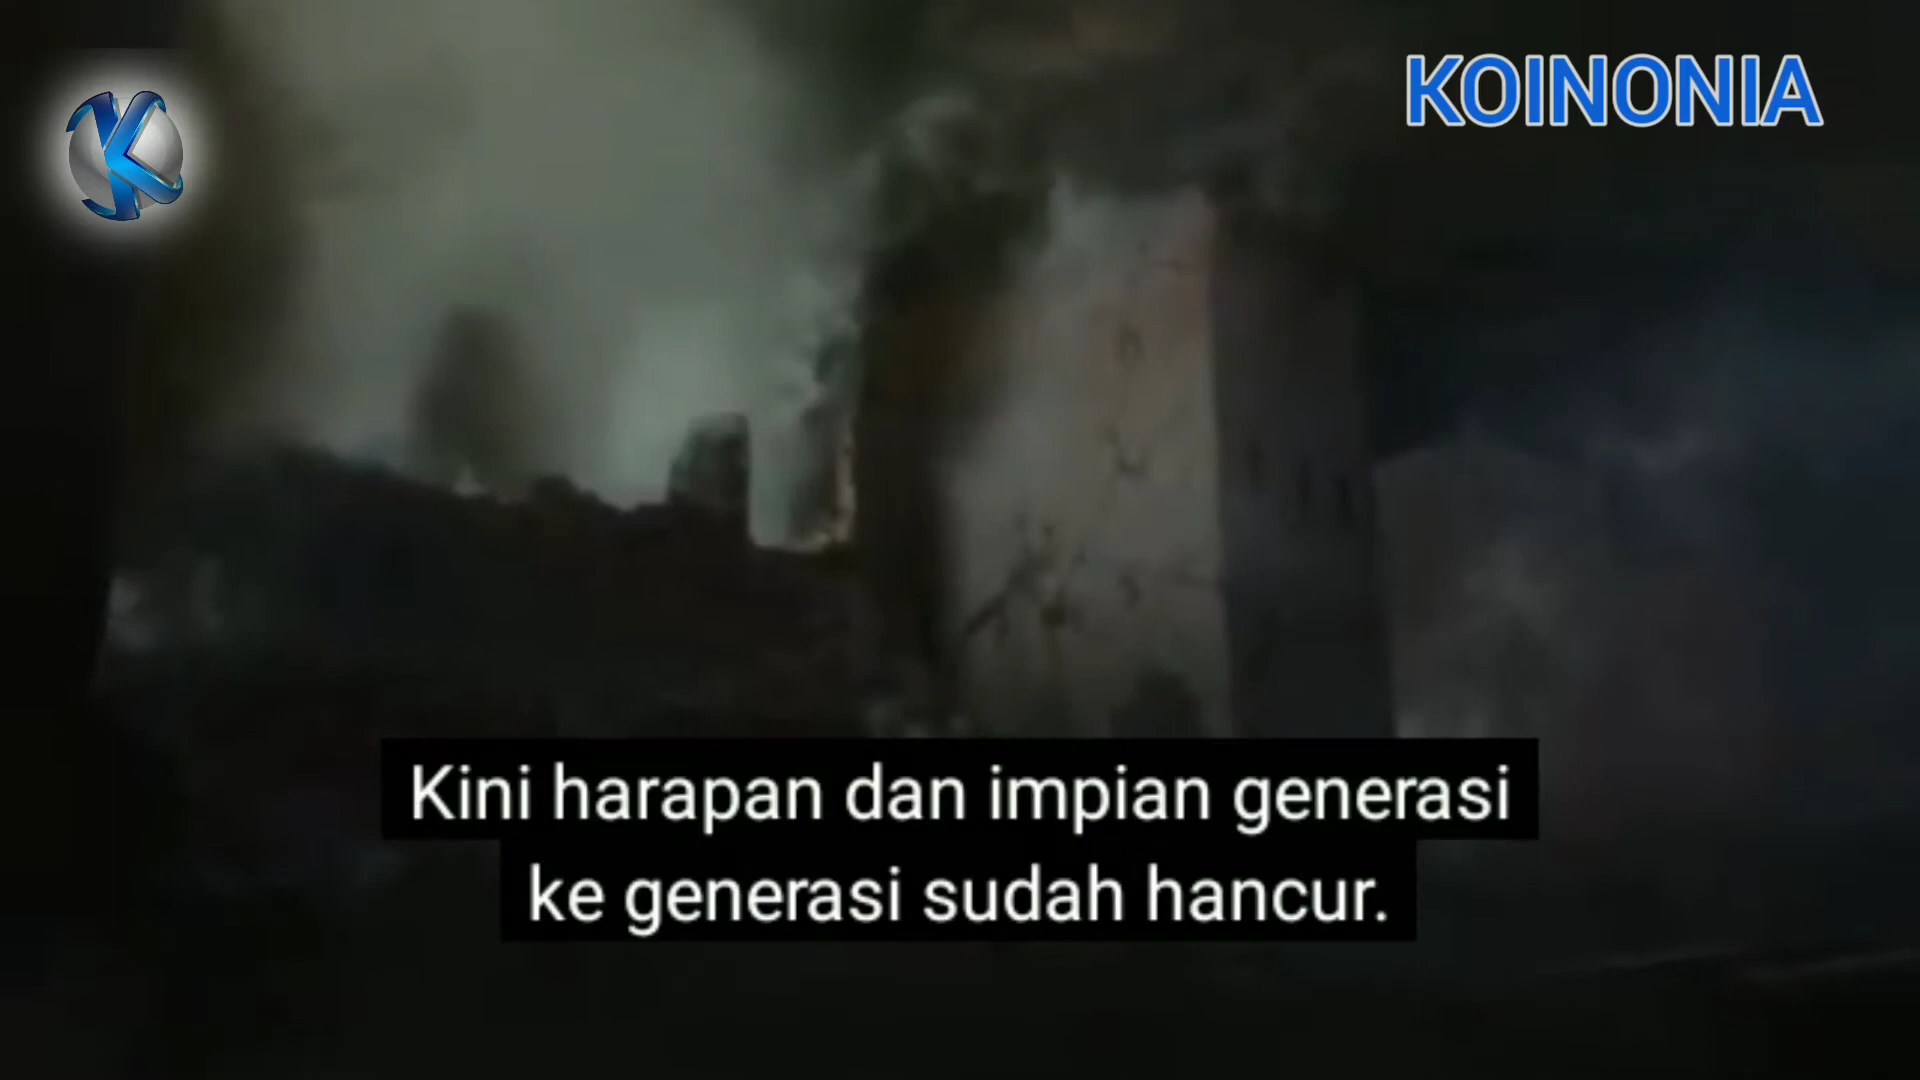 KOINONIA
Kini harapan dan impian generasi
ke generasi sudah hancur.